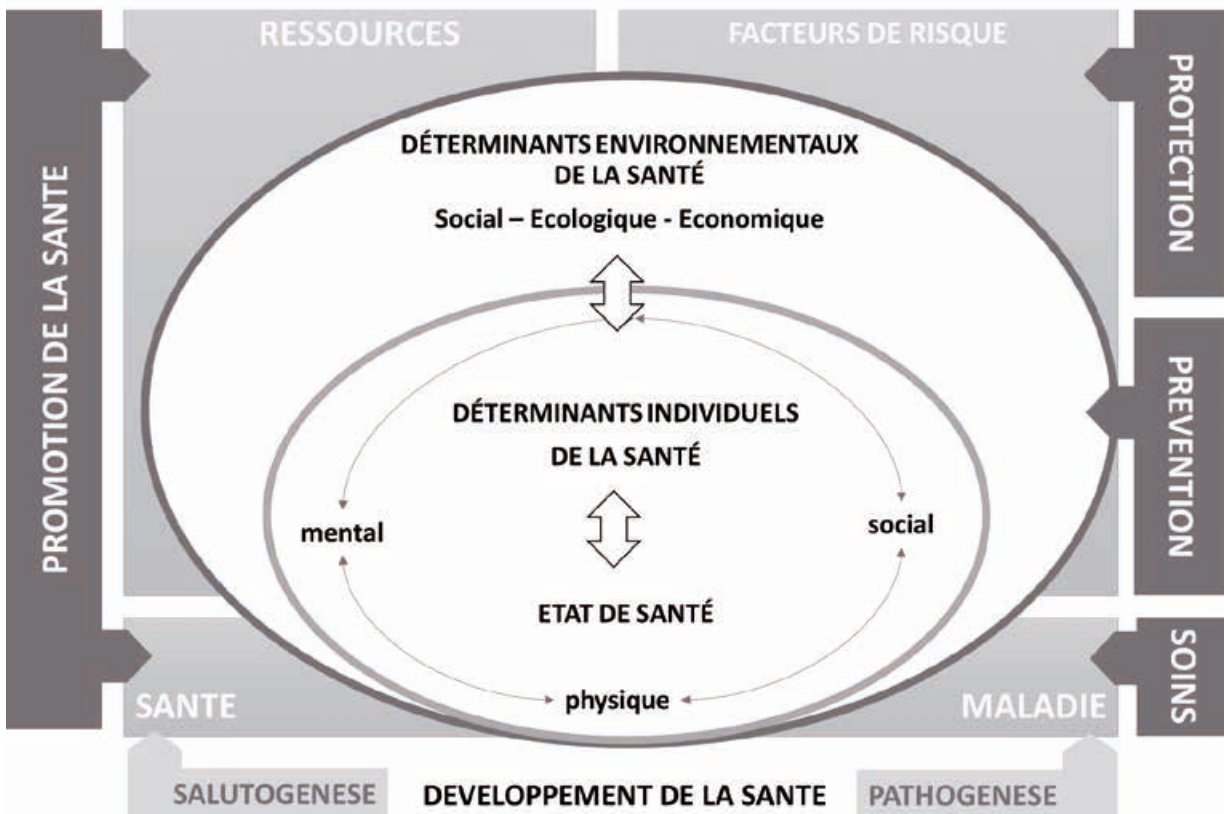 RESSOURCES
FACTEURS DE RISQUE
PROMOTION DE LA SANTE
PROTECTION
PREVENTION
SOINS
DÉTERMINANTS ENVIRONNEMENTAUX
DE LA SANTÉ
Social – Ecologique - Economique
DÉTERMINANTS INDIVIDUELS
DE LA SANTÉ
mental
social
ETAT DE SANTÉ
physique
SANTE
MALADIE
SALUTOGENESE
DEVELOPPEMENT DE LA SANTE
PATHOGENESE